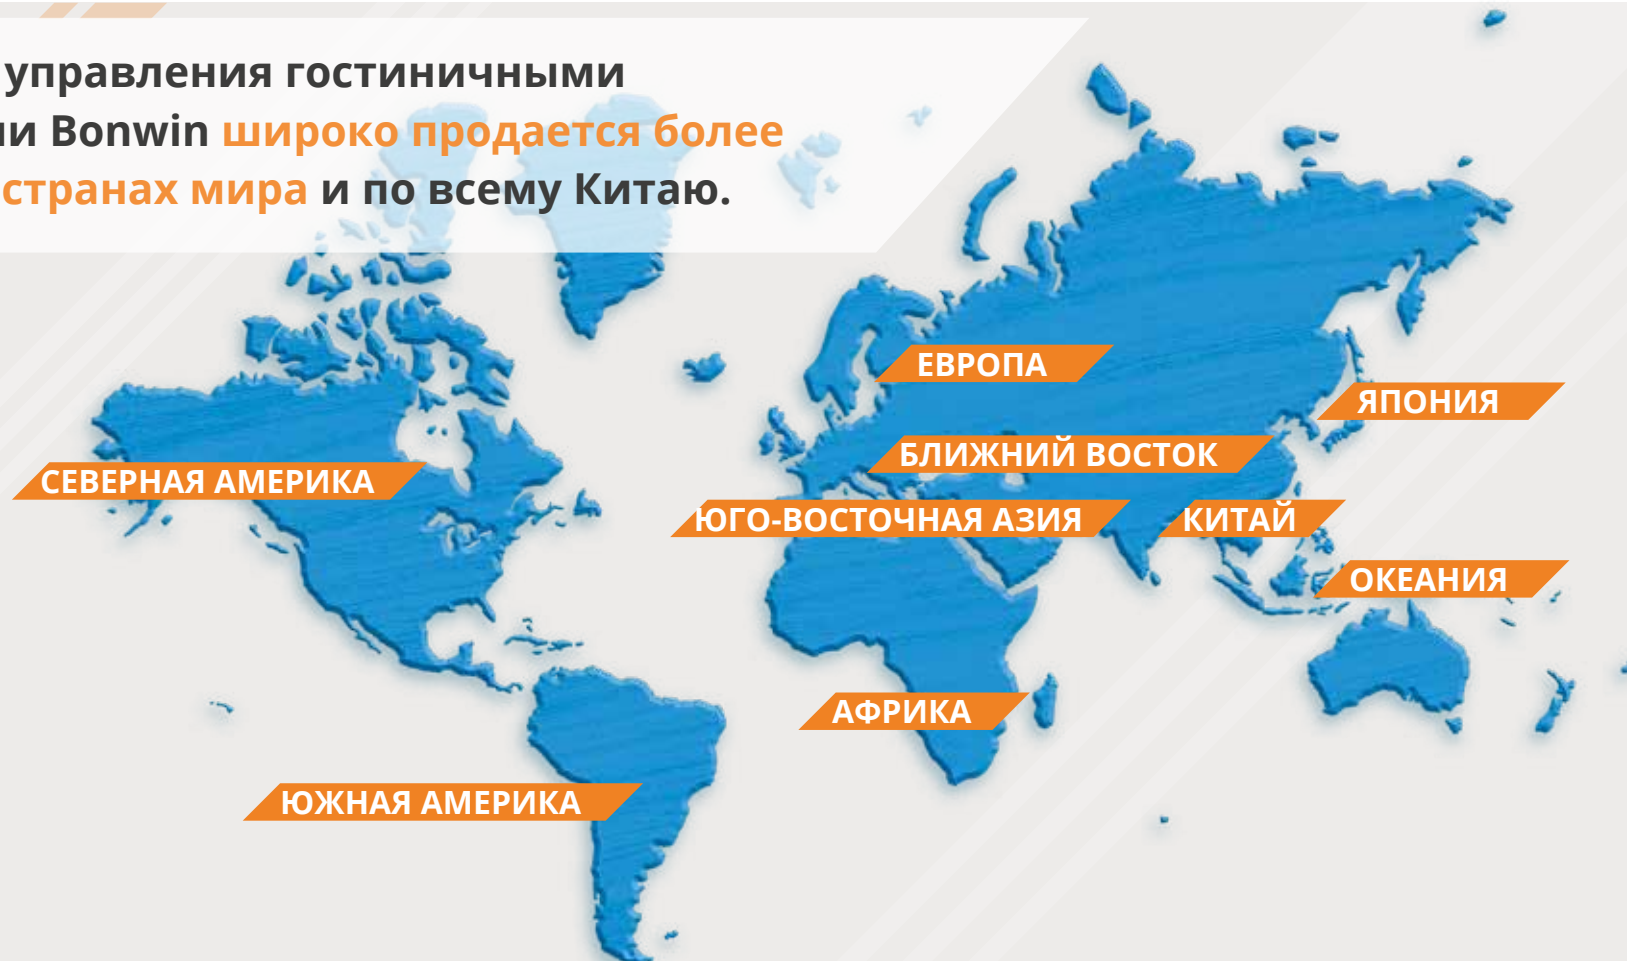 управления гостиничными
ли Bonwin широко продается более
странах мира и по всему Китаю.
ЕВРОПА
ЯПОНИЯ
БЛИЖНИЙ ВОСТОК
СЕВЕРНАЯ АМЕРИКА
ЮГО-ВОСТОЧНАЯ АЗИЯ
КИТАЙ
ОКЕАНИЯ
АФРИКА
ЮЖНАЯ АМЕРИКА